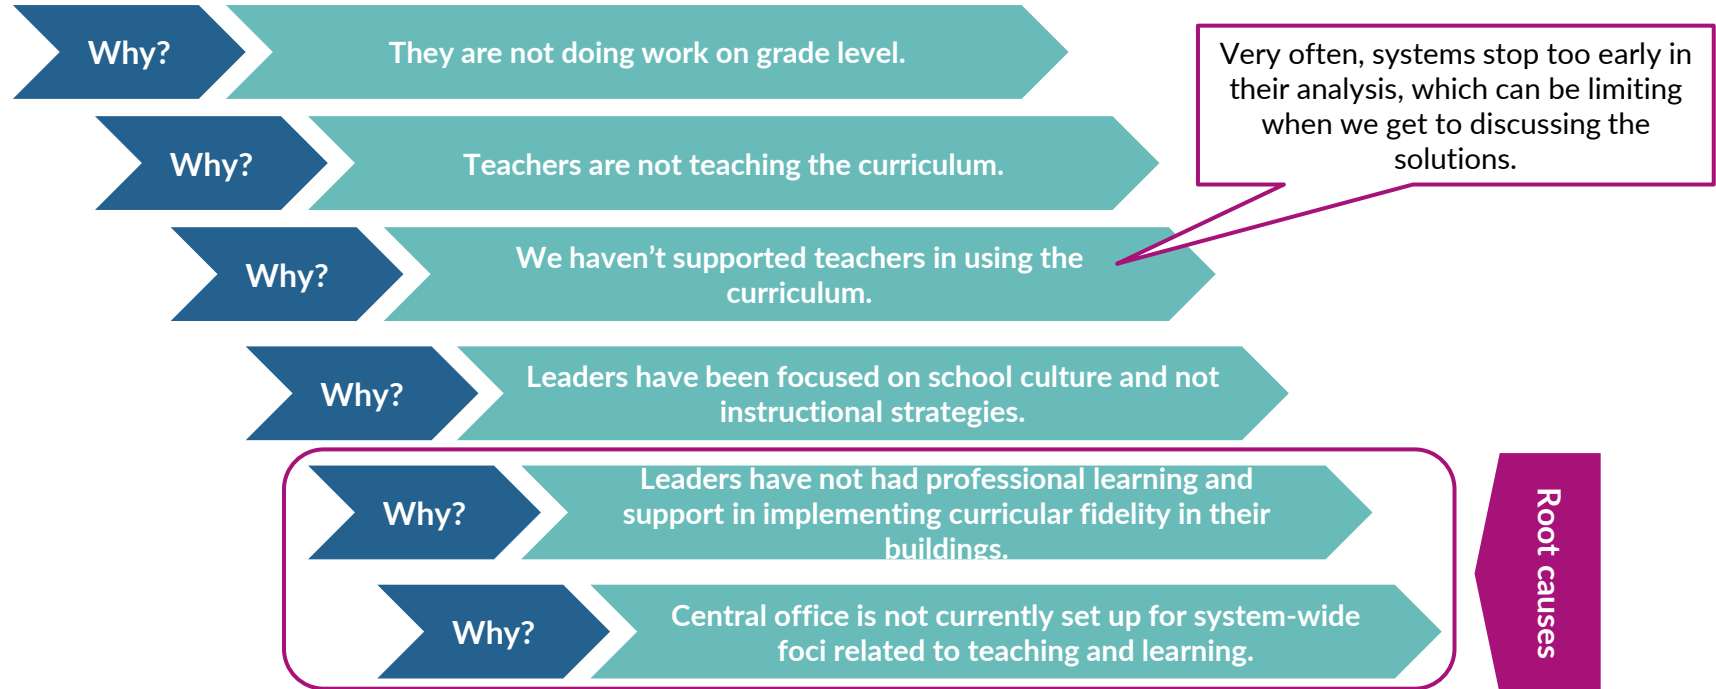 Why?
They are not doing work on grade level.
Very often, systems stop too early in
their analysis, which can be limiting
when we get to discussing the
solutions.
Why?
Teachers are not teaching the curriculum.
Why?
We haven’t supported teachers in using the
curriculum.
Why?
Leaders have been focused on school culture and not
instructional strategies.
Why?
Leaders have not had professional learning and
support in implementing curricular fidelity in their
buildings.
Why?
Central office is not currently set up for system-wide
foci related to teaching and learning.
Root causes